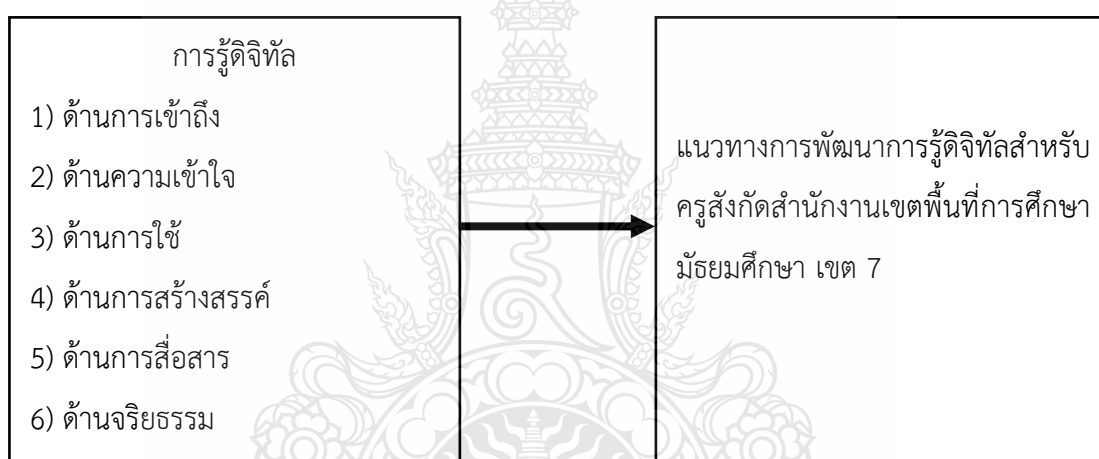 การรู้ดิจิทัล
1) ด้านการเข้าถึง
2) ด้านความเข้าใจ
3) ด้านการใช้
4) ด้านการสร้างสรรค์
5) ด้านการสื่อสาร
6) ด้านจริยธรรม
แนวทางการพัฒนาการรู้ดิจิทัลสำหรับ
ครูสังกัดสำนักงานเขตพื้นที่การศึกษา
มัธยมศึกษา เขต 7